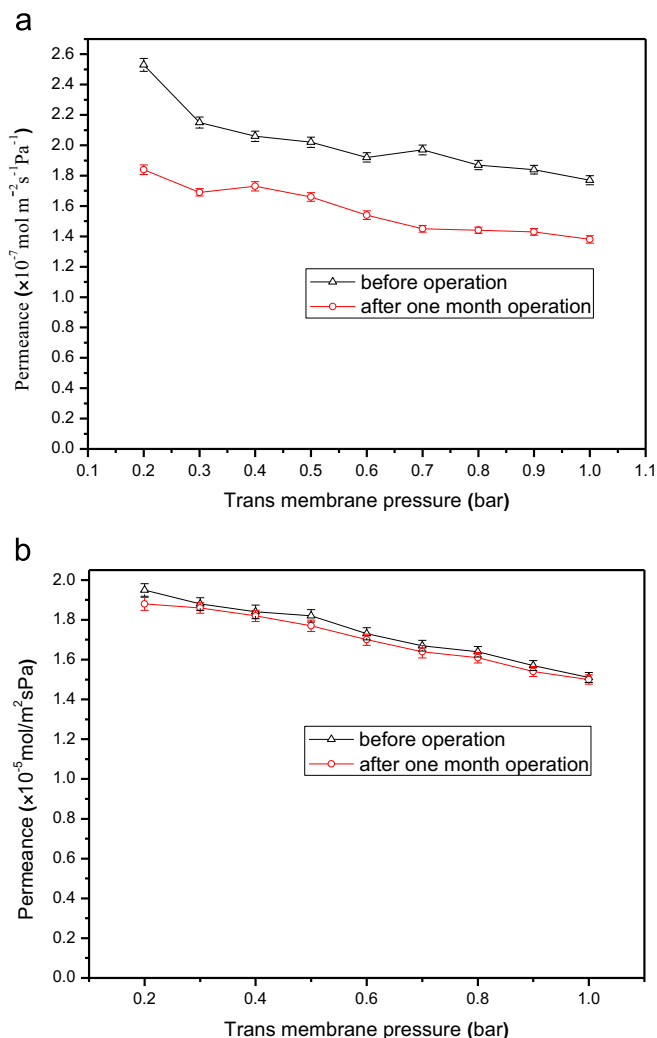 a
2.6
2.4
2.2
2.0
1.8
1.6
1.4
1.2
1.0
0.8
0.6
0.4
0.2
0.0
Permeance (×10⁻⁷mol m⁻²s⁻¹Pa⁻¹)
before operation
after one month operation
0.1 0.2 0.3 0.4 0.5 0.6 0.7 0.8 0.9 1.0 1.1
Trans membrane pressure (bar)
b
2.0
1.8
1.6
1.4
1.2
1.0
0.8
0.6
0.4
0.2
0.0
Permeance (×10⁻⁵mol/m²sPa)
before operation
after one month operation
0.2 0.4 0.6 0.8 1.0
Trans membrane pressure (bar)